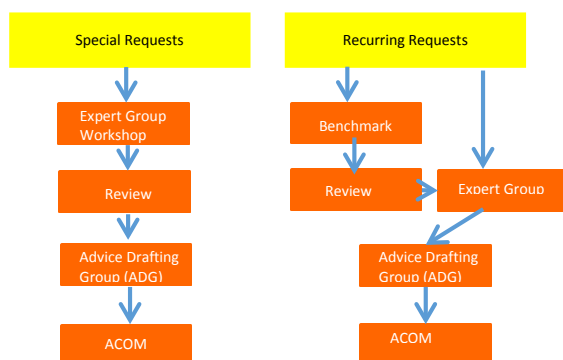 Special Requests
Expert Group
Workshop
Review
Advice Drafting
Group (ADG)
ACOM
Recurring Requests
Benchmark
Review
Expert Group
Advice Drafting
Group (ADG)
ACOM